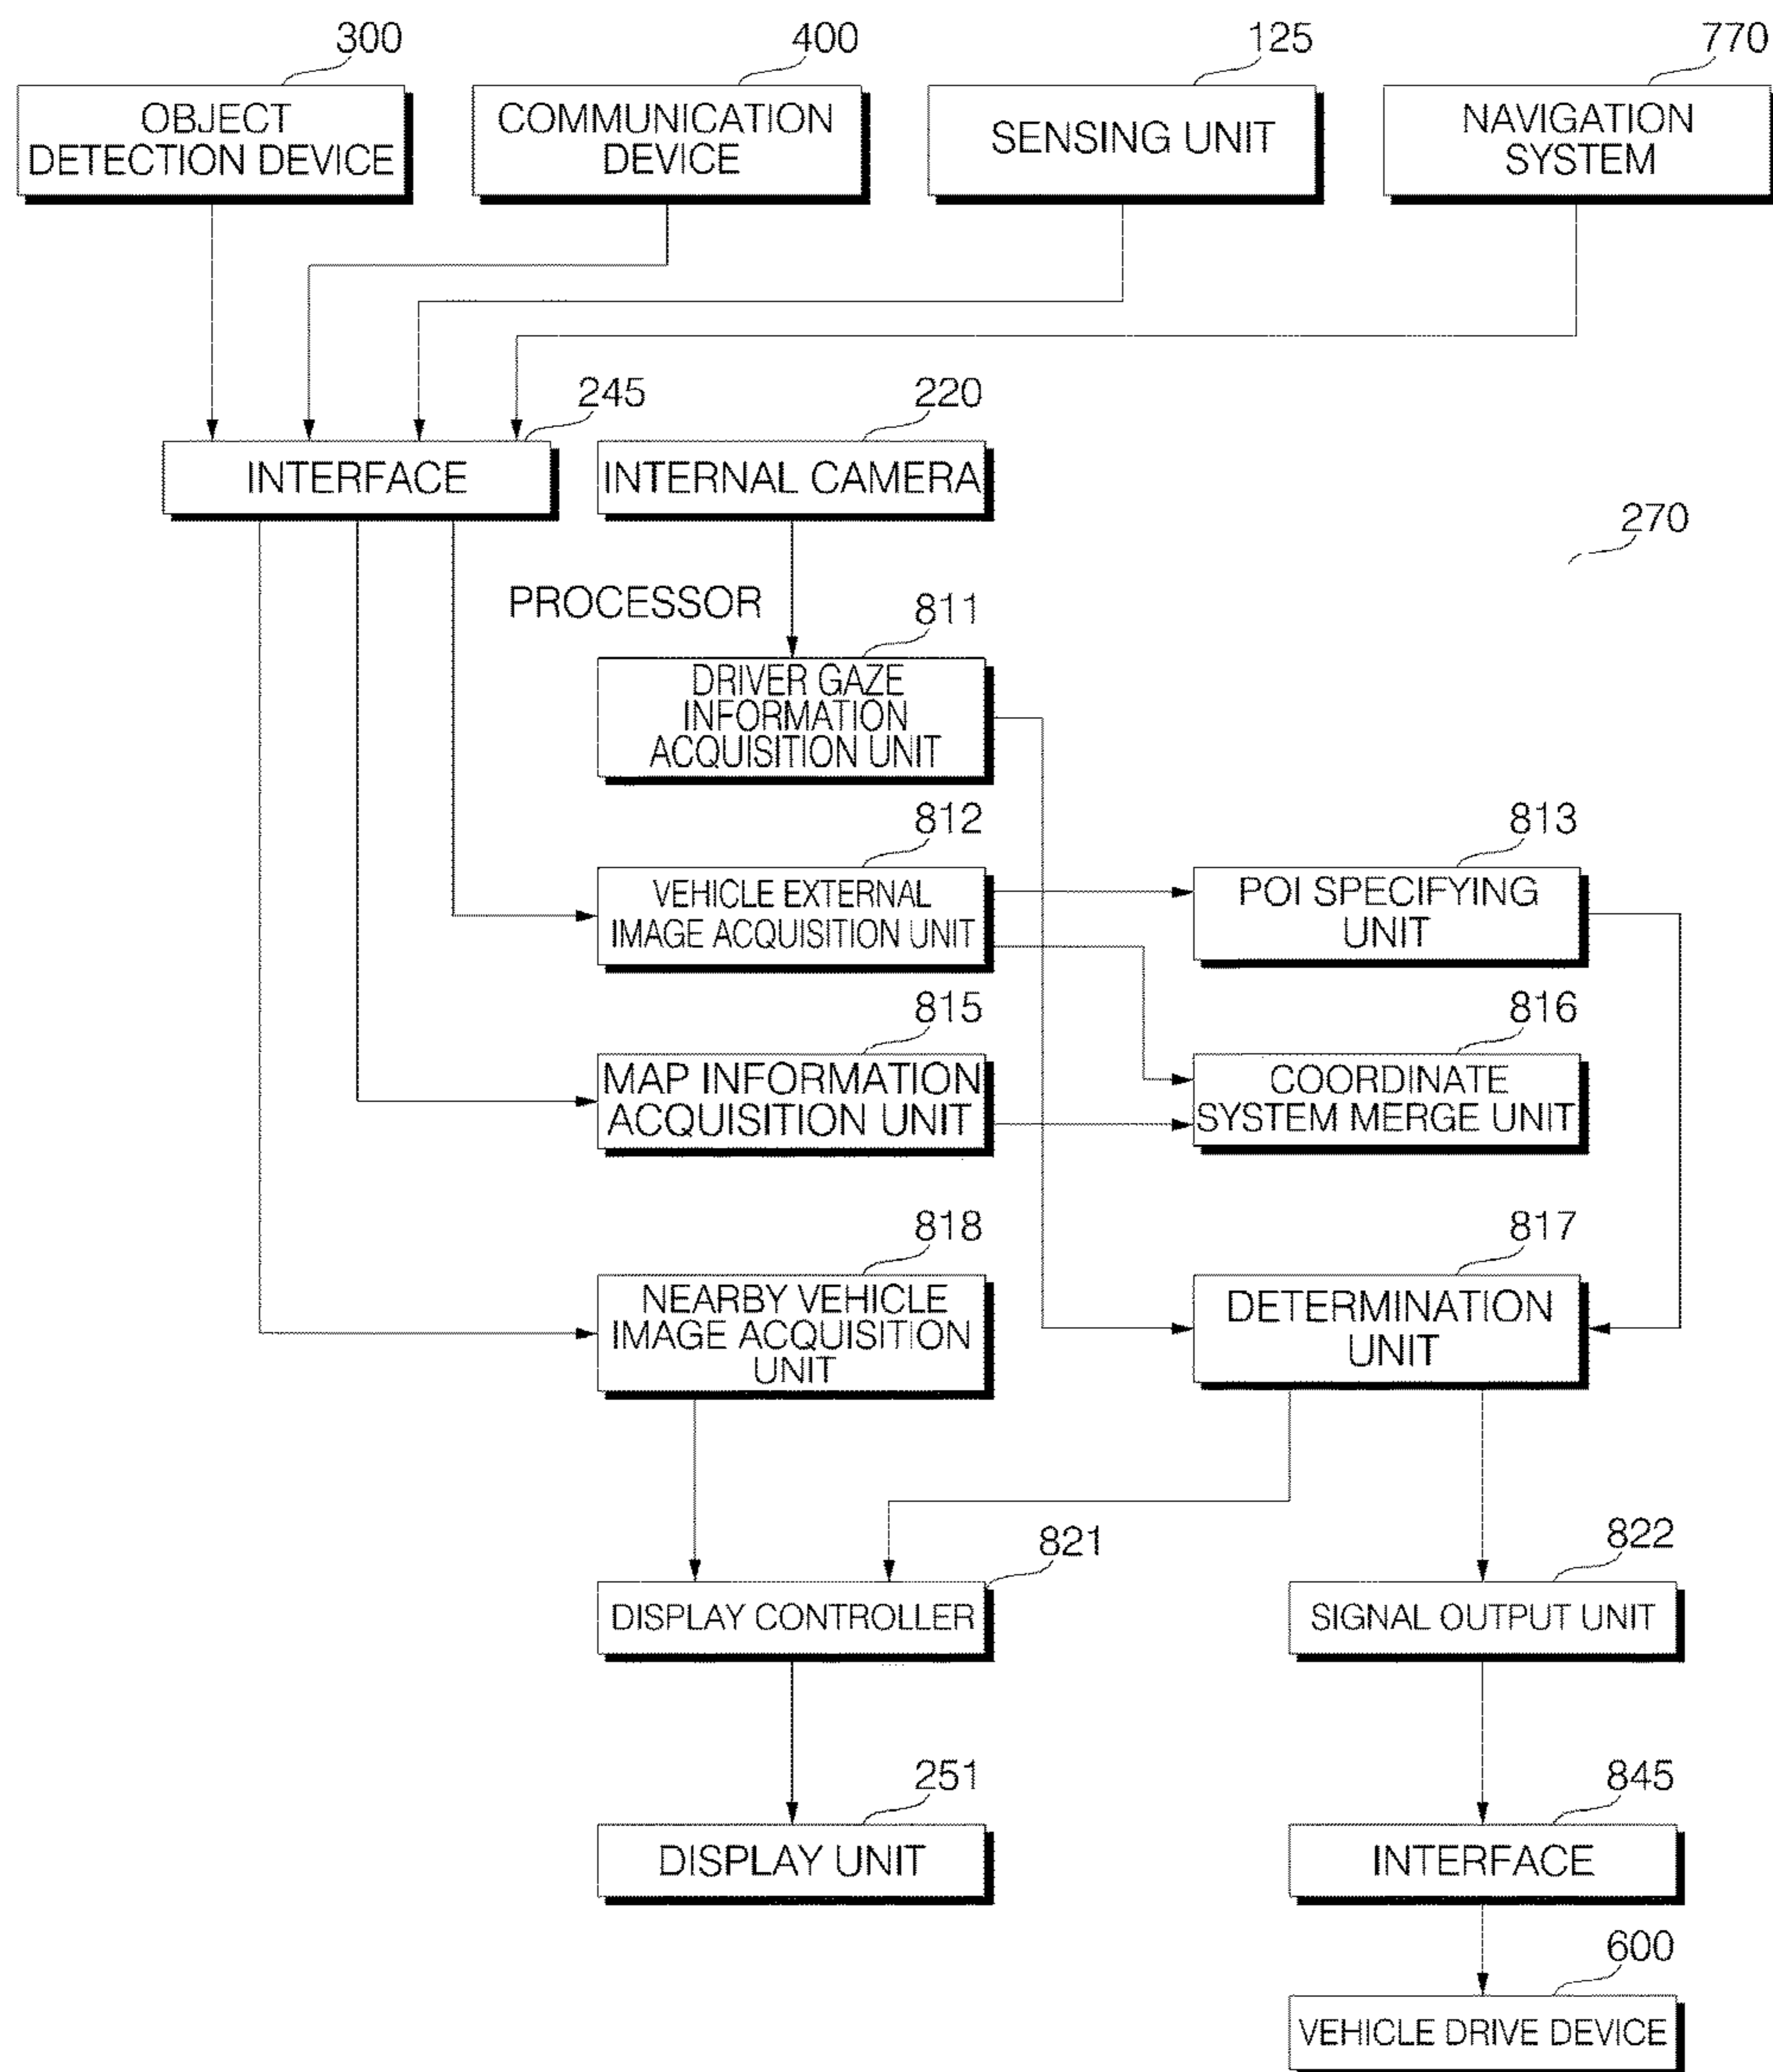 300
400
125
770
OBJECT
DETECTION DEVICE
COMMUNICATION
DEVICE
SENSING UNIT
NAVIGATION
SYSTEM
245
220
INTERFACE
INTERNAL CAMERA
270
PROCESSOR
811
DRIVER GAZE
INFORMATION
ACQUISITION UNIT
812
813
VEHICLE EXTERNAL
IMAGE ACQUISITION UNIT
POI SPECIFYING
UNIT
815
816
MAP INFORMATION
ACQUISITION UNIT
COORDINATE
SYSTEM MERGE UNIT
818
817
NEARBY VEHICLE
IMAGE ACQUISITION
UNIT
DETERMINATION
UNIT
821
822
DISPLAY CONTROLLER
SIGNAL OUTPUT UNIT
251
845
DISPLAY UNIT
INTERFACE
600
VEHICLE DRIVE DEVICE